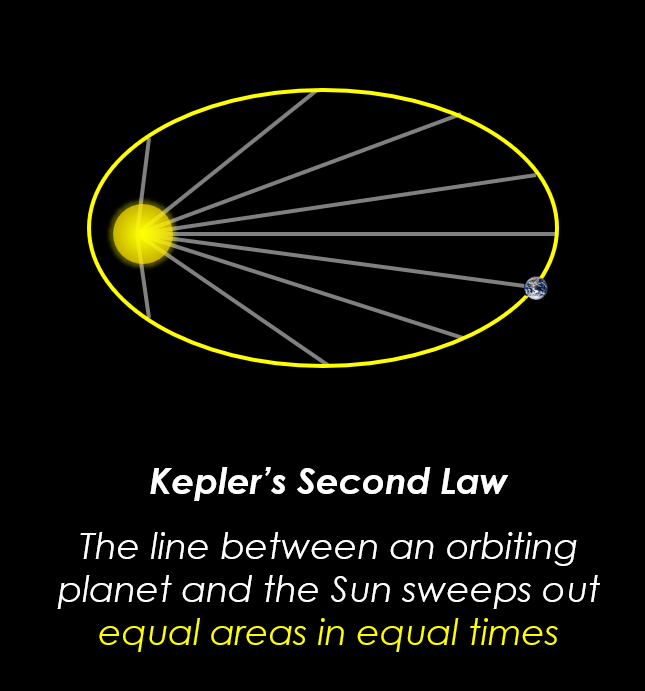 Kepler’s Second Law
The line between an orbiting
planet and the Sun sweeps out
equal areas in equal times